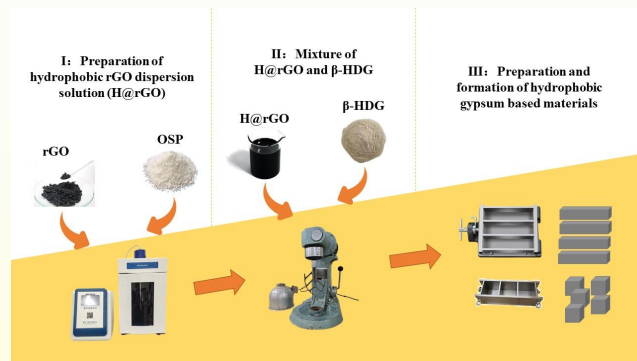 I: Preparation of
hydrophobic rGO dispersion
solution (H@rGO)
rGO
OSP
II: Mixture of
H@rGO and β-HDG
H@rGO
β-HDG
III: Preparation and
formation of hydrophobic
gypsum based materials